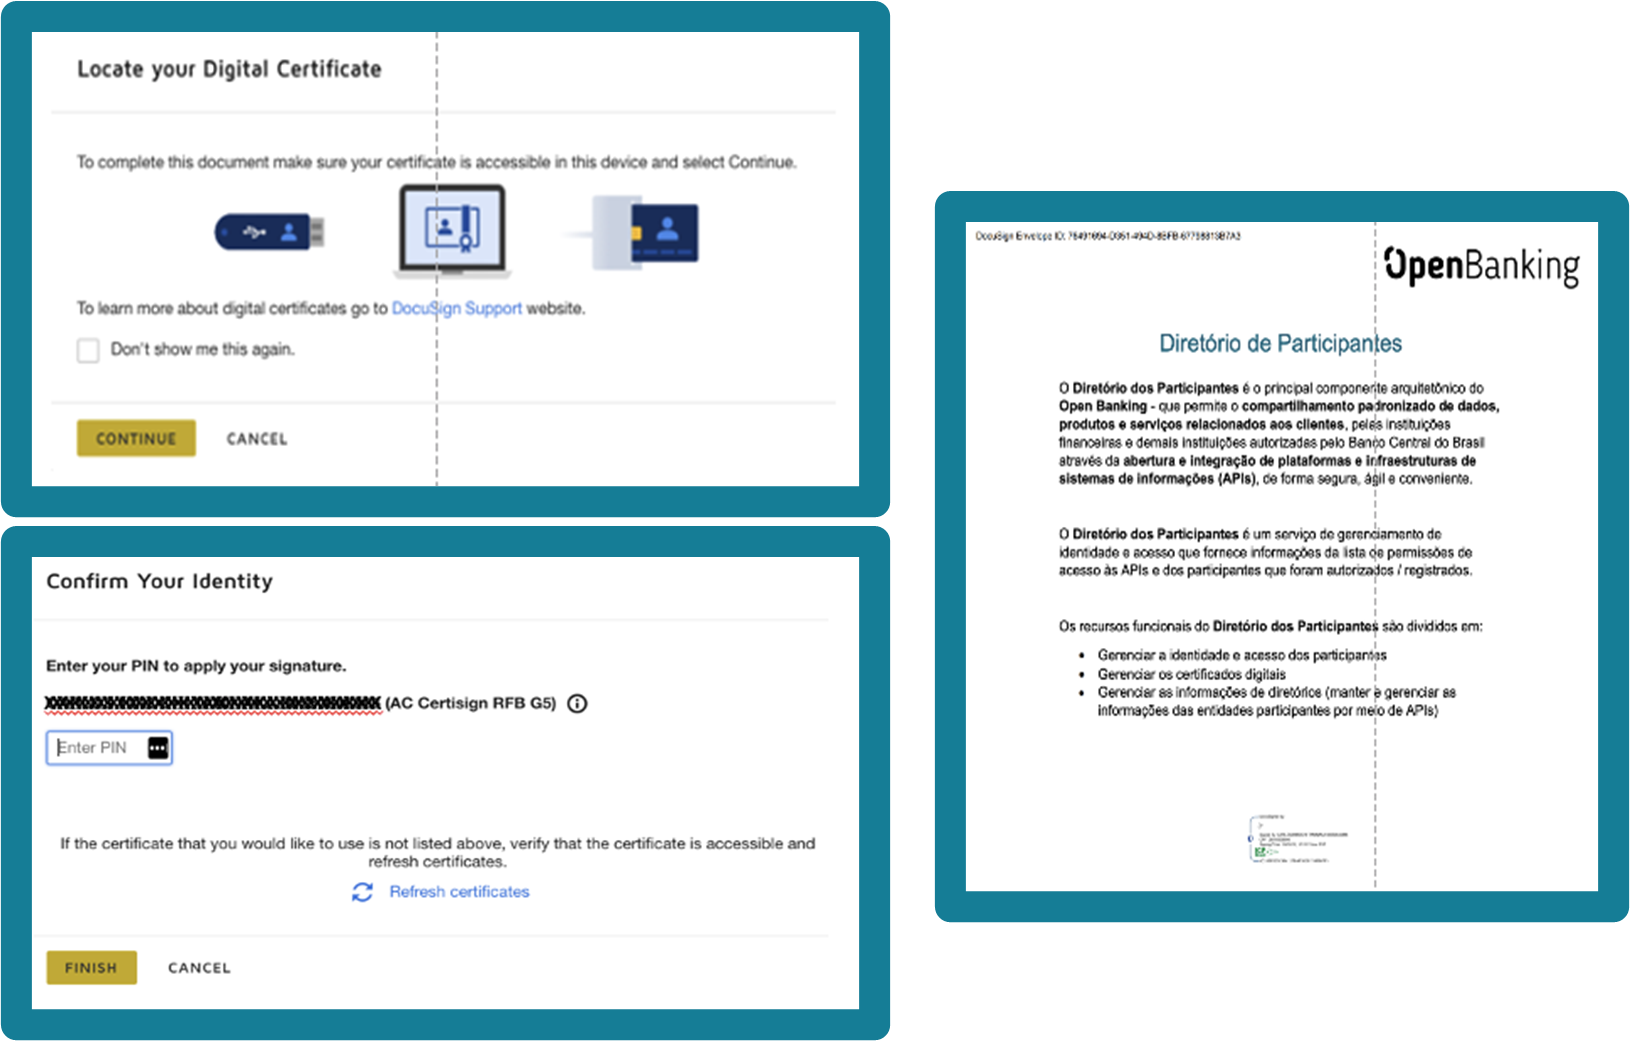 Locate your Digital Certificate
To complete this document make sure your certificate is accessible in this device and select Continue.
To learn more about digital certificates go to DocuSign Support website.
Don't show me this again.
CONTINUE CANCEL
Confirm Your Identity
Enter your PIN to apply your signature.
(AC Certisign RFB G5)
Enter PIN
If the certificate that you would like to use is not listed above, verify that the certificate is accessible and
refresh certificates.
Refresh certificates
FINISH CANCEL
DocuSign Envelope ID:
OpenBanking
Diretório de Participantes
O Diretório dos Participantes é o principal componente arquitetônico do
Open Banking - que permite o compartilhamento padronizado de dados,
produtos e serviços relacionados aos clientes, pelas instituições
financeiras e demais instituições autorizadas pelo Banco Central do Brasil
através da abertura e integração de plataformas e infraestruturas de
sistemas de informações (APIs), de forma segura, ágil e conveniente.
O Diretório dos Participantes é um serviço de gerenciamento de
identidade e acesso que fornece informações da lista de permissões de
acesso às APIs e dos participantes que foram autorizados / registrados.
Os recursos funcionais do Diretório dos Participantes são divididos em:
• Gerenciar a identidade e acesso dos participantes
• Gerenciar os certificados digitais
• Gerenciar as informações de diretórios (manter e gerenciar as
informações das entidades participantes por meio de APIs)